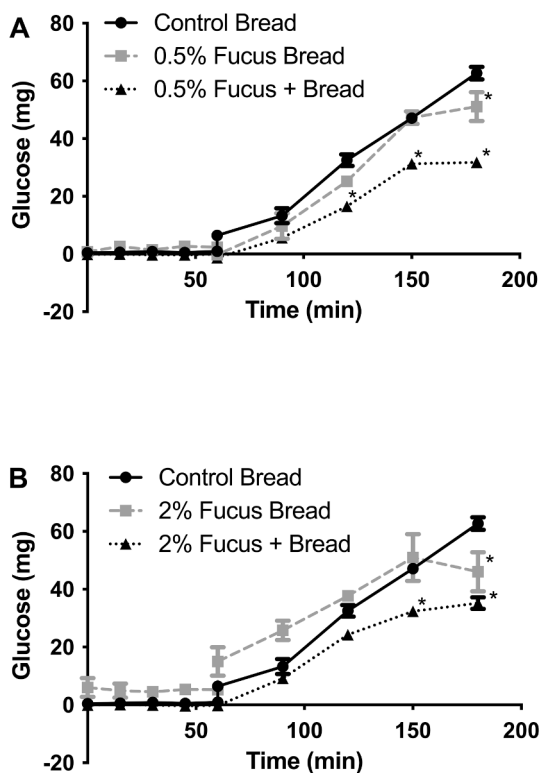 A
Control Bread
0.5% Fucus Bread
0.5% Fucus + Bread
Glucose (mg)
80
60
40
20
0
-20
50
100
150
200
Time (min)
*
*
*
*
B
Control Bread
2% Fucus Bread
2% Fucus + Bread
Glucose (mg)
80
60
40
20
0
-20
50
100
150
200
Time (min)
*
*
*